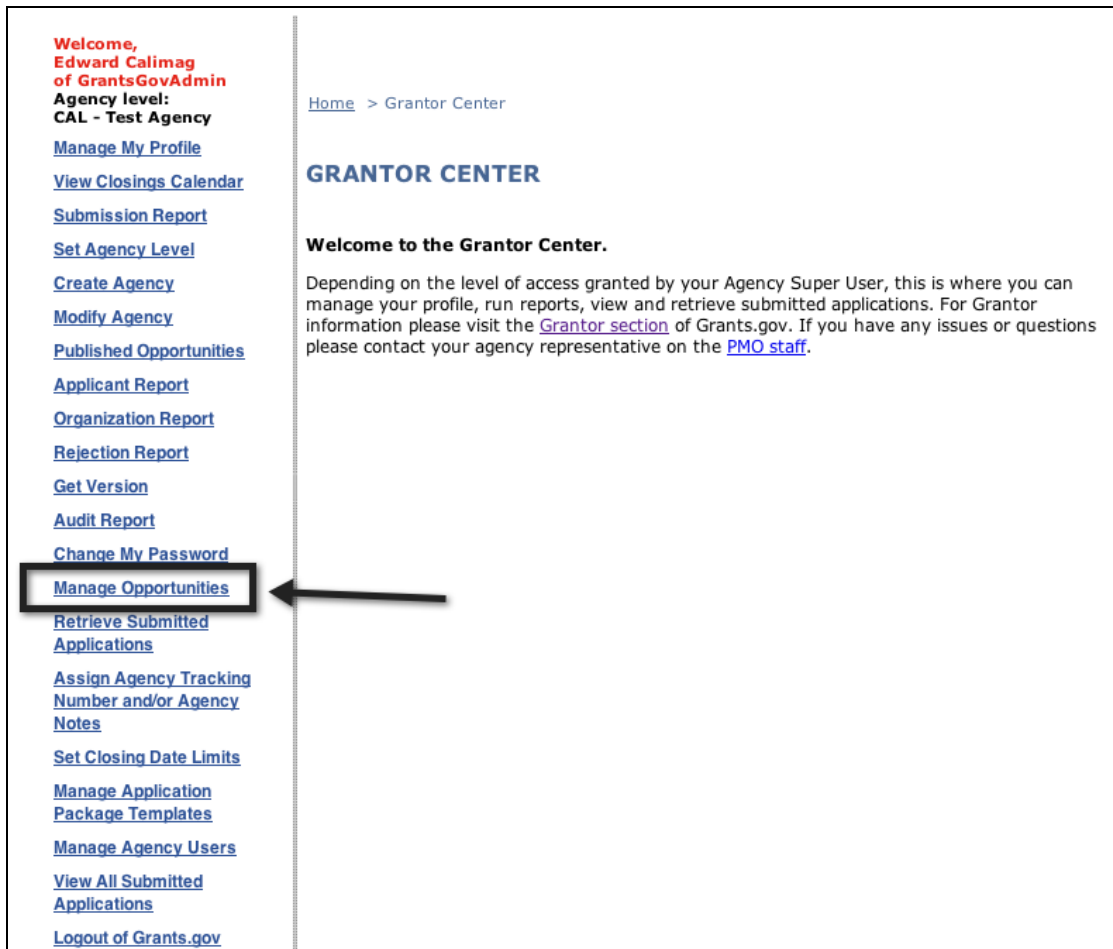 Welcome,
Edward Calimag
of GrantsGovAdmin
Agency level:
CAL - Test Agency
Manage My Profile
View Closings Calendar
Submission Report
Set Agency Level
Create Agency
Modify Agency
Published Opportunities
Applicant Report
Organization Report
Rejection Report
Get Version
Audit Report
Change My Password
Manage Opportunities
Retrieve Submitted
Applications
Assign Agency Tracking
Number and/or Agency
Notes
Set Closing Date Limits
Manage Application
Package Templates
Manage Agency Users
View All Submitted
Applications
Logout of Grants.gov
Home > Grantor Center
GRANTOR CENTER
Welcome to the Grantor Center.
Depending on the level of access granted by your Agency Super User, this is where you can
manage your profile, run reports, view and retrieve submitted applications. For Grantor
information please visit the Grantor section of Grants.gov. If you have any issues or questions
please contact your agency representative on the PMO staff.